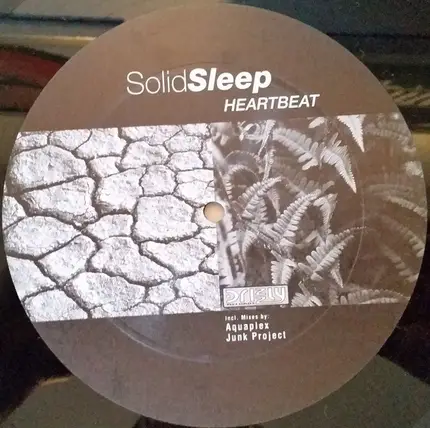 SolidSleep
HEARTBEAT
incl. Mixes by:
Aquaplex
Junk Project